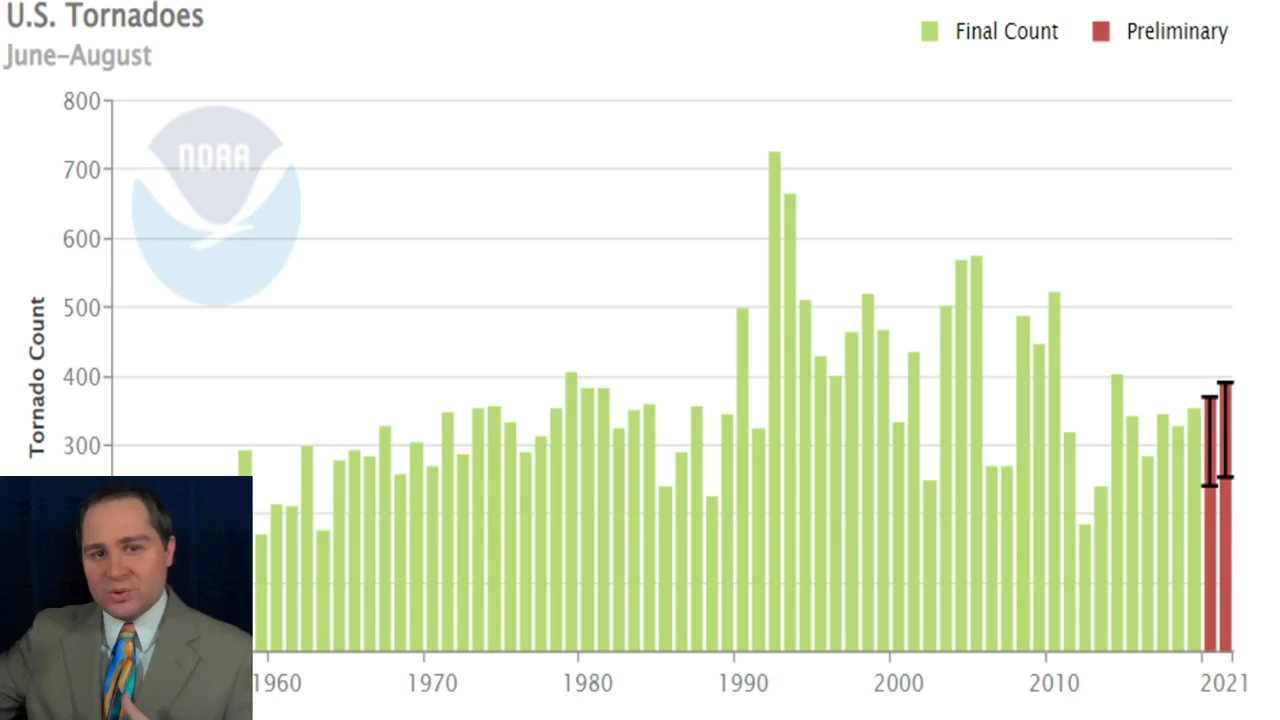 U.S. Tornadoes
June–August
Final Count
Preliminary
NOAA
Tornado Count
800
700
600
500
400
300
1960
1970
1980
1990
2000
2010
2021